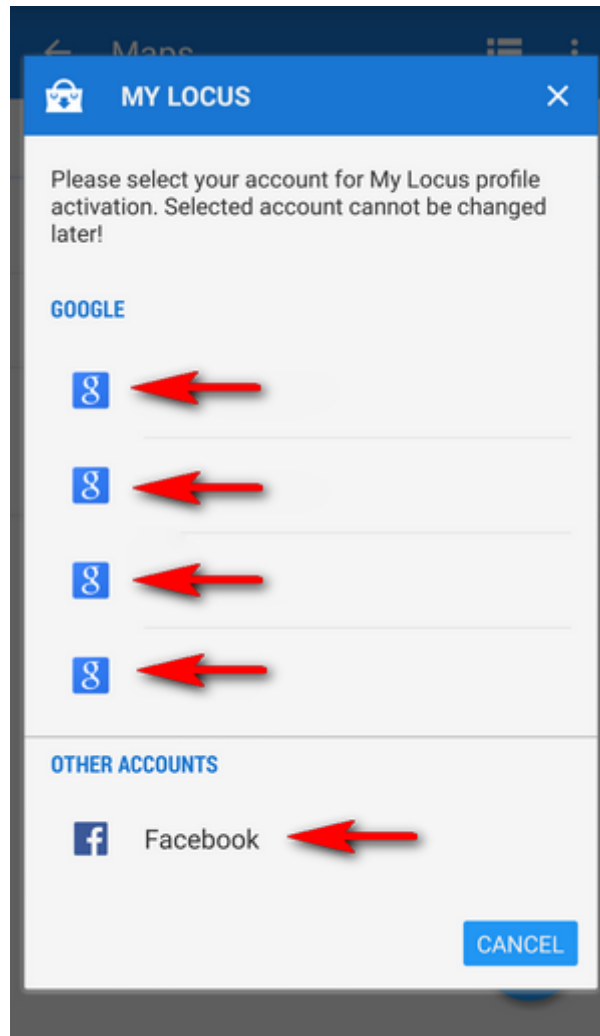 Maps
MY LOCUS
Please select your account for My Locus profile
activation. Selected account cannot be changed
later!
GOOGLE
g
g
g
g
OTHER ACCOUNTS
f
Facebook
CANCEL